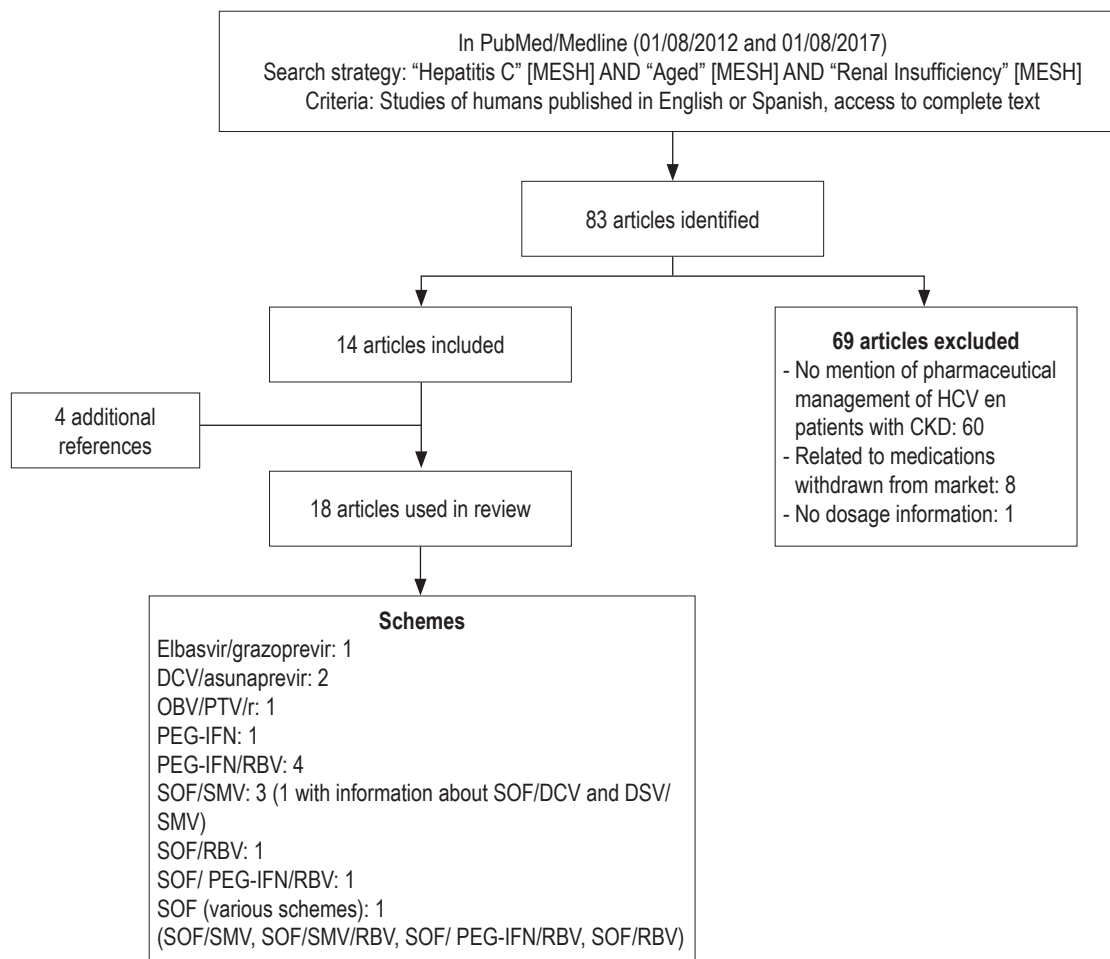 In PubMed/Medline (01/08/2012 and 01/08/2017)
Search strategy: “Hepatitis C” [MESH] AND “Aged” [MESH] AND “Renal Insufficiency” [MESH]
Criteria: Studies of humans published in English or Spanish, access to complete text
83 articles identified
14 articles included
69 articles excluded
- No mention of pharmaceutical
management of HCV en
patients with CKD: 60
- Related to medications
withdrawn from market: 8
- No dosage information: 1
4 additional
references
18 articles used in review
Schemes
Elbasvir/grazoprevir: 1
DCV/asunaprevir: 2
OBV/PTV/r: 1
PEG-IFN: 1
PEG-IFN/RBV: 4
SOF/SMV: 3 (1 with information about SOF/DCV and DSV/
SMV)
SOF/RBV: 1
SOF/ PEG-IFN/RBV: 1
SOF (various schemes): 1
(SOF/SMV, SOF/SMV/RBV, SOF/ PEG-IFN/RBV, SOF/RBV)